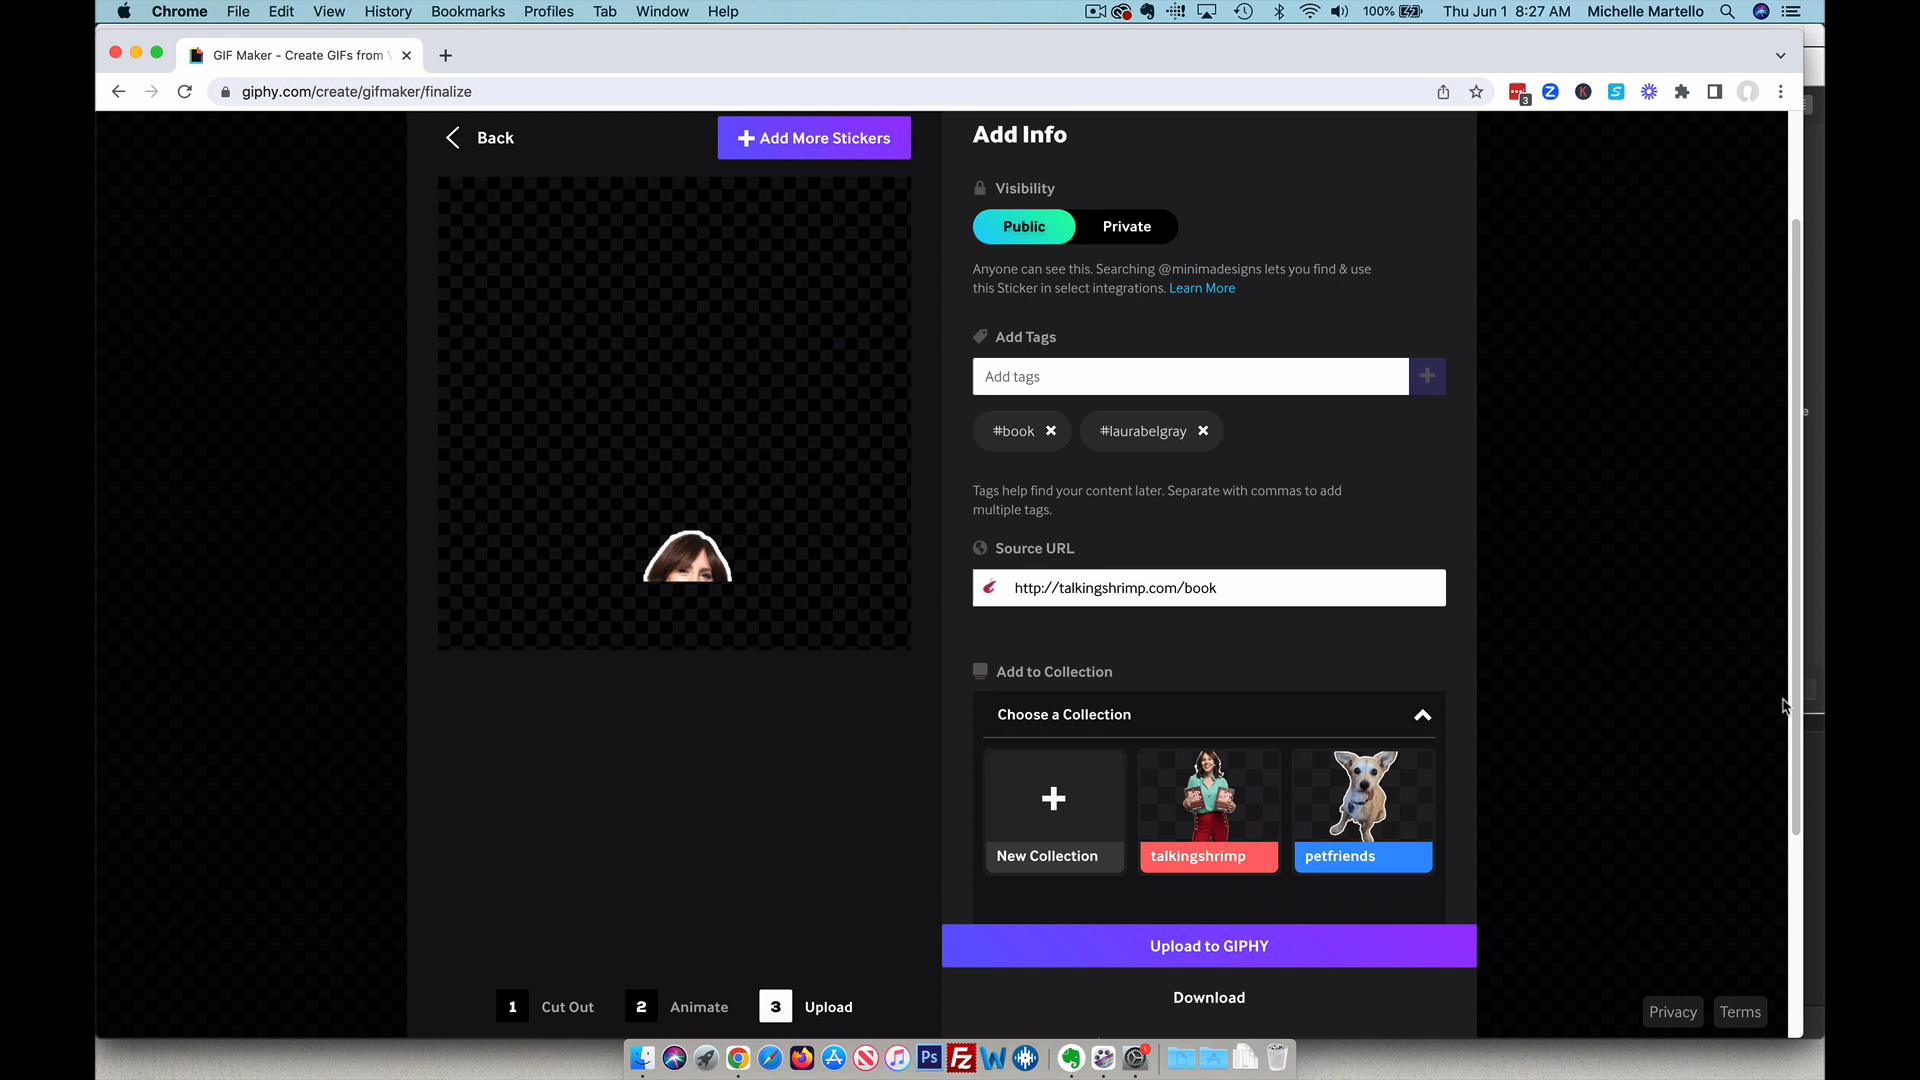 Chrome File Edit View History Bookmarks Profiles Tab Window Help 100% Thu Jun 1 8:27 AM Michelle Martello
GIF Maker - Create GIFs from
giphy.com/create/gifmaker/finalize
3
Back
Add More Stickers
Add Info
Visibility
Public Private
Anyone can see this. Searching @minimadesigns lets you find & use
this Sticker in select integrations. Learn More
Add Tags
Add tags
#book #laurabelgray
Tags help find your content later. Separate with commas to add
multiple tags.
Source URL
http://talkingshrimp.com/book
Add to Collection
Choose a Collection
New Collection talkingshrimp petfriends
Upload to GIPHY
Download
1 Cut Out 2 Animate 3 Upload
Privacy Terms